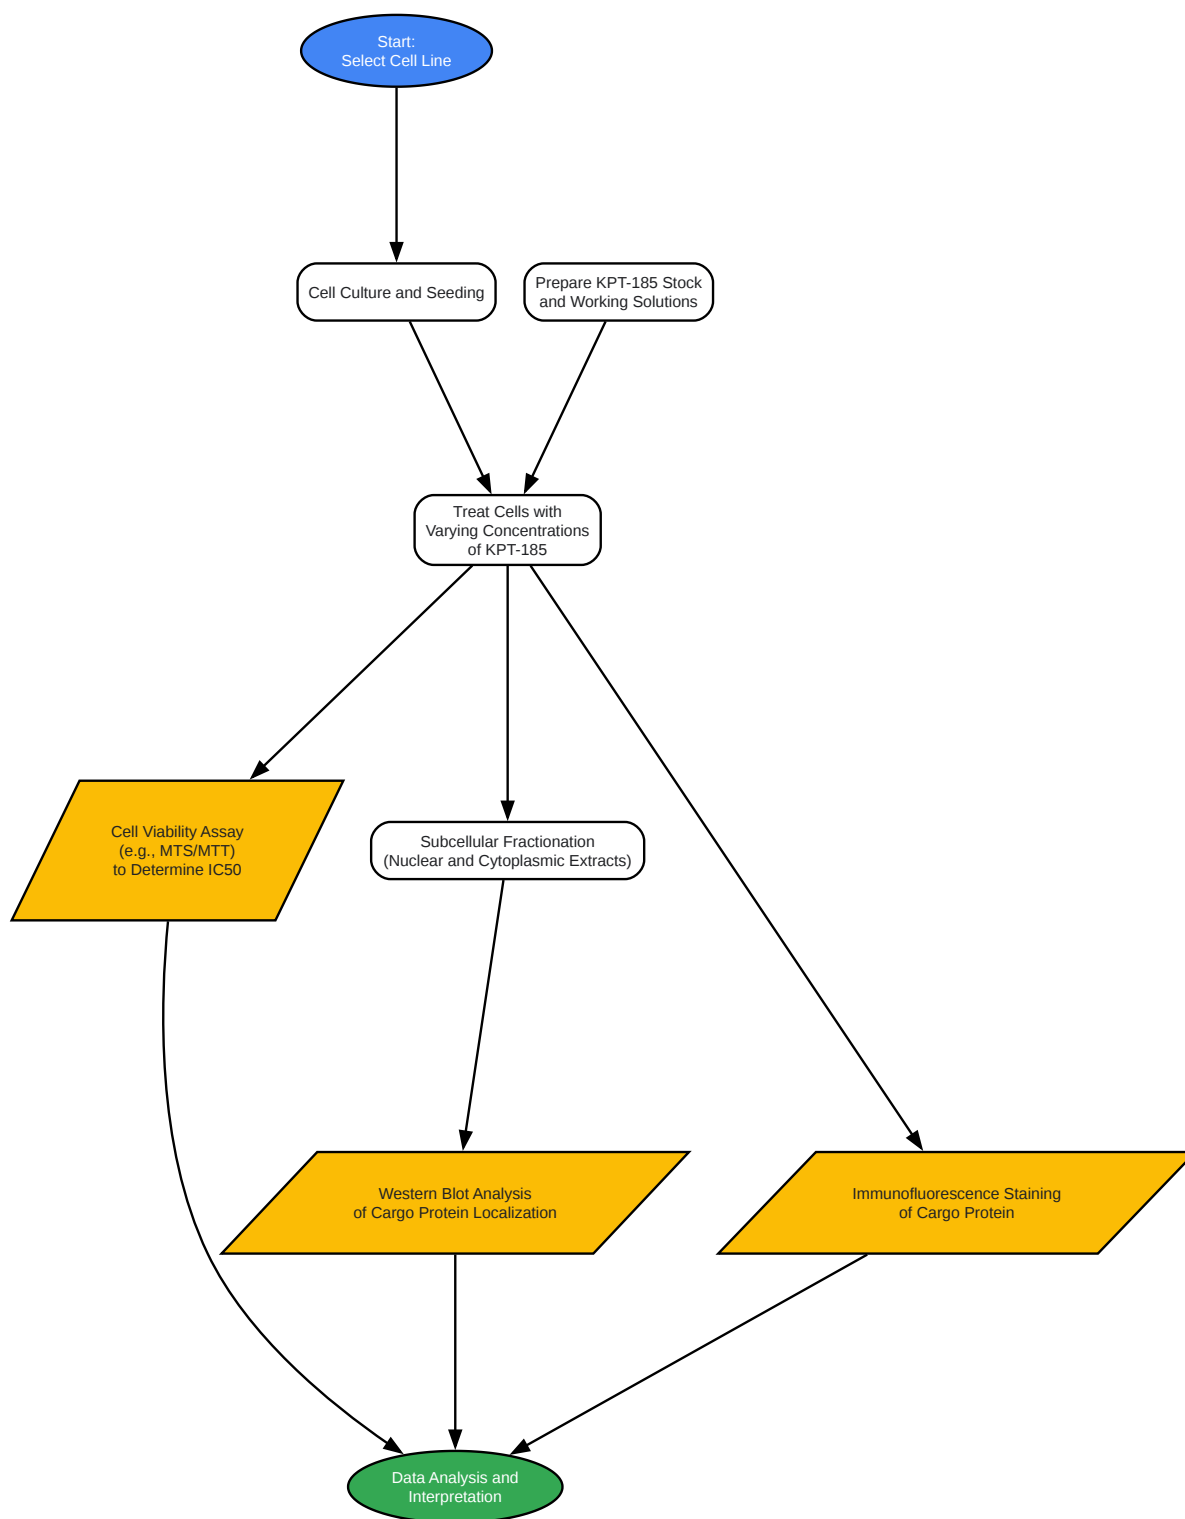 Start:
Select Cell Line
Cell Culture and Seeding
Prepare KPT-185 Stock
and Working Solutions
Treat Cells with
Varying Concentrations
of KPT-185
Cell Viability Assay
(e.g., MTS/MTT)
to Determine IC50
Subcellular Fractionation
(Nuclear and Cytoplasmic Extracts)
Western Blot Analysis
of Cargo Protein Localization
Immunofluorescence Staining
of Cargo Protein
Data Analysis and
Interpretation